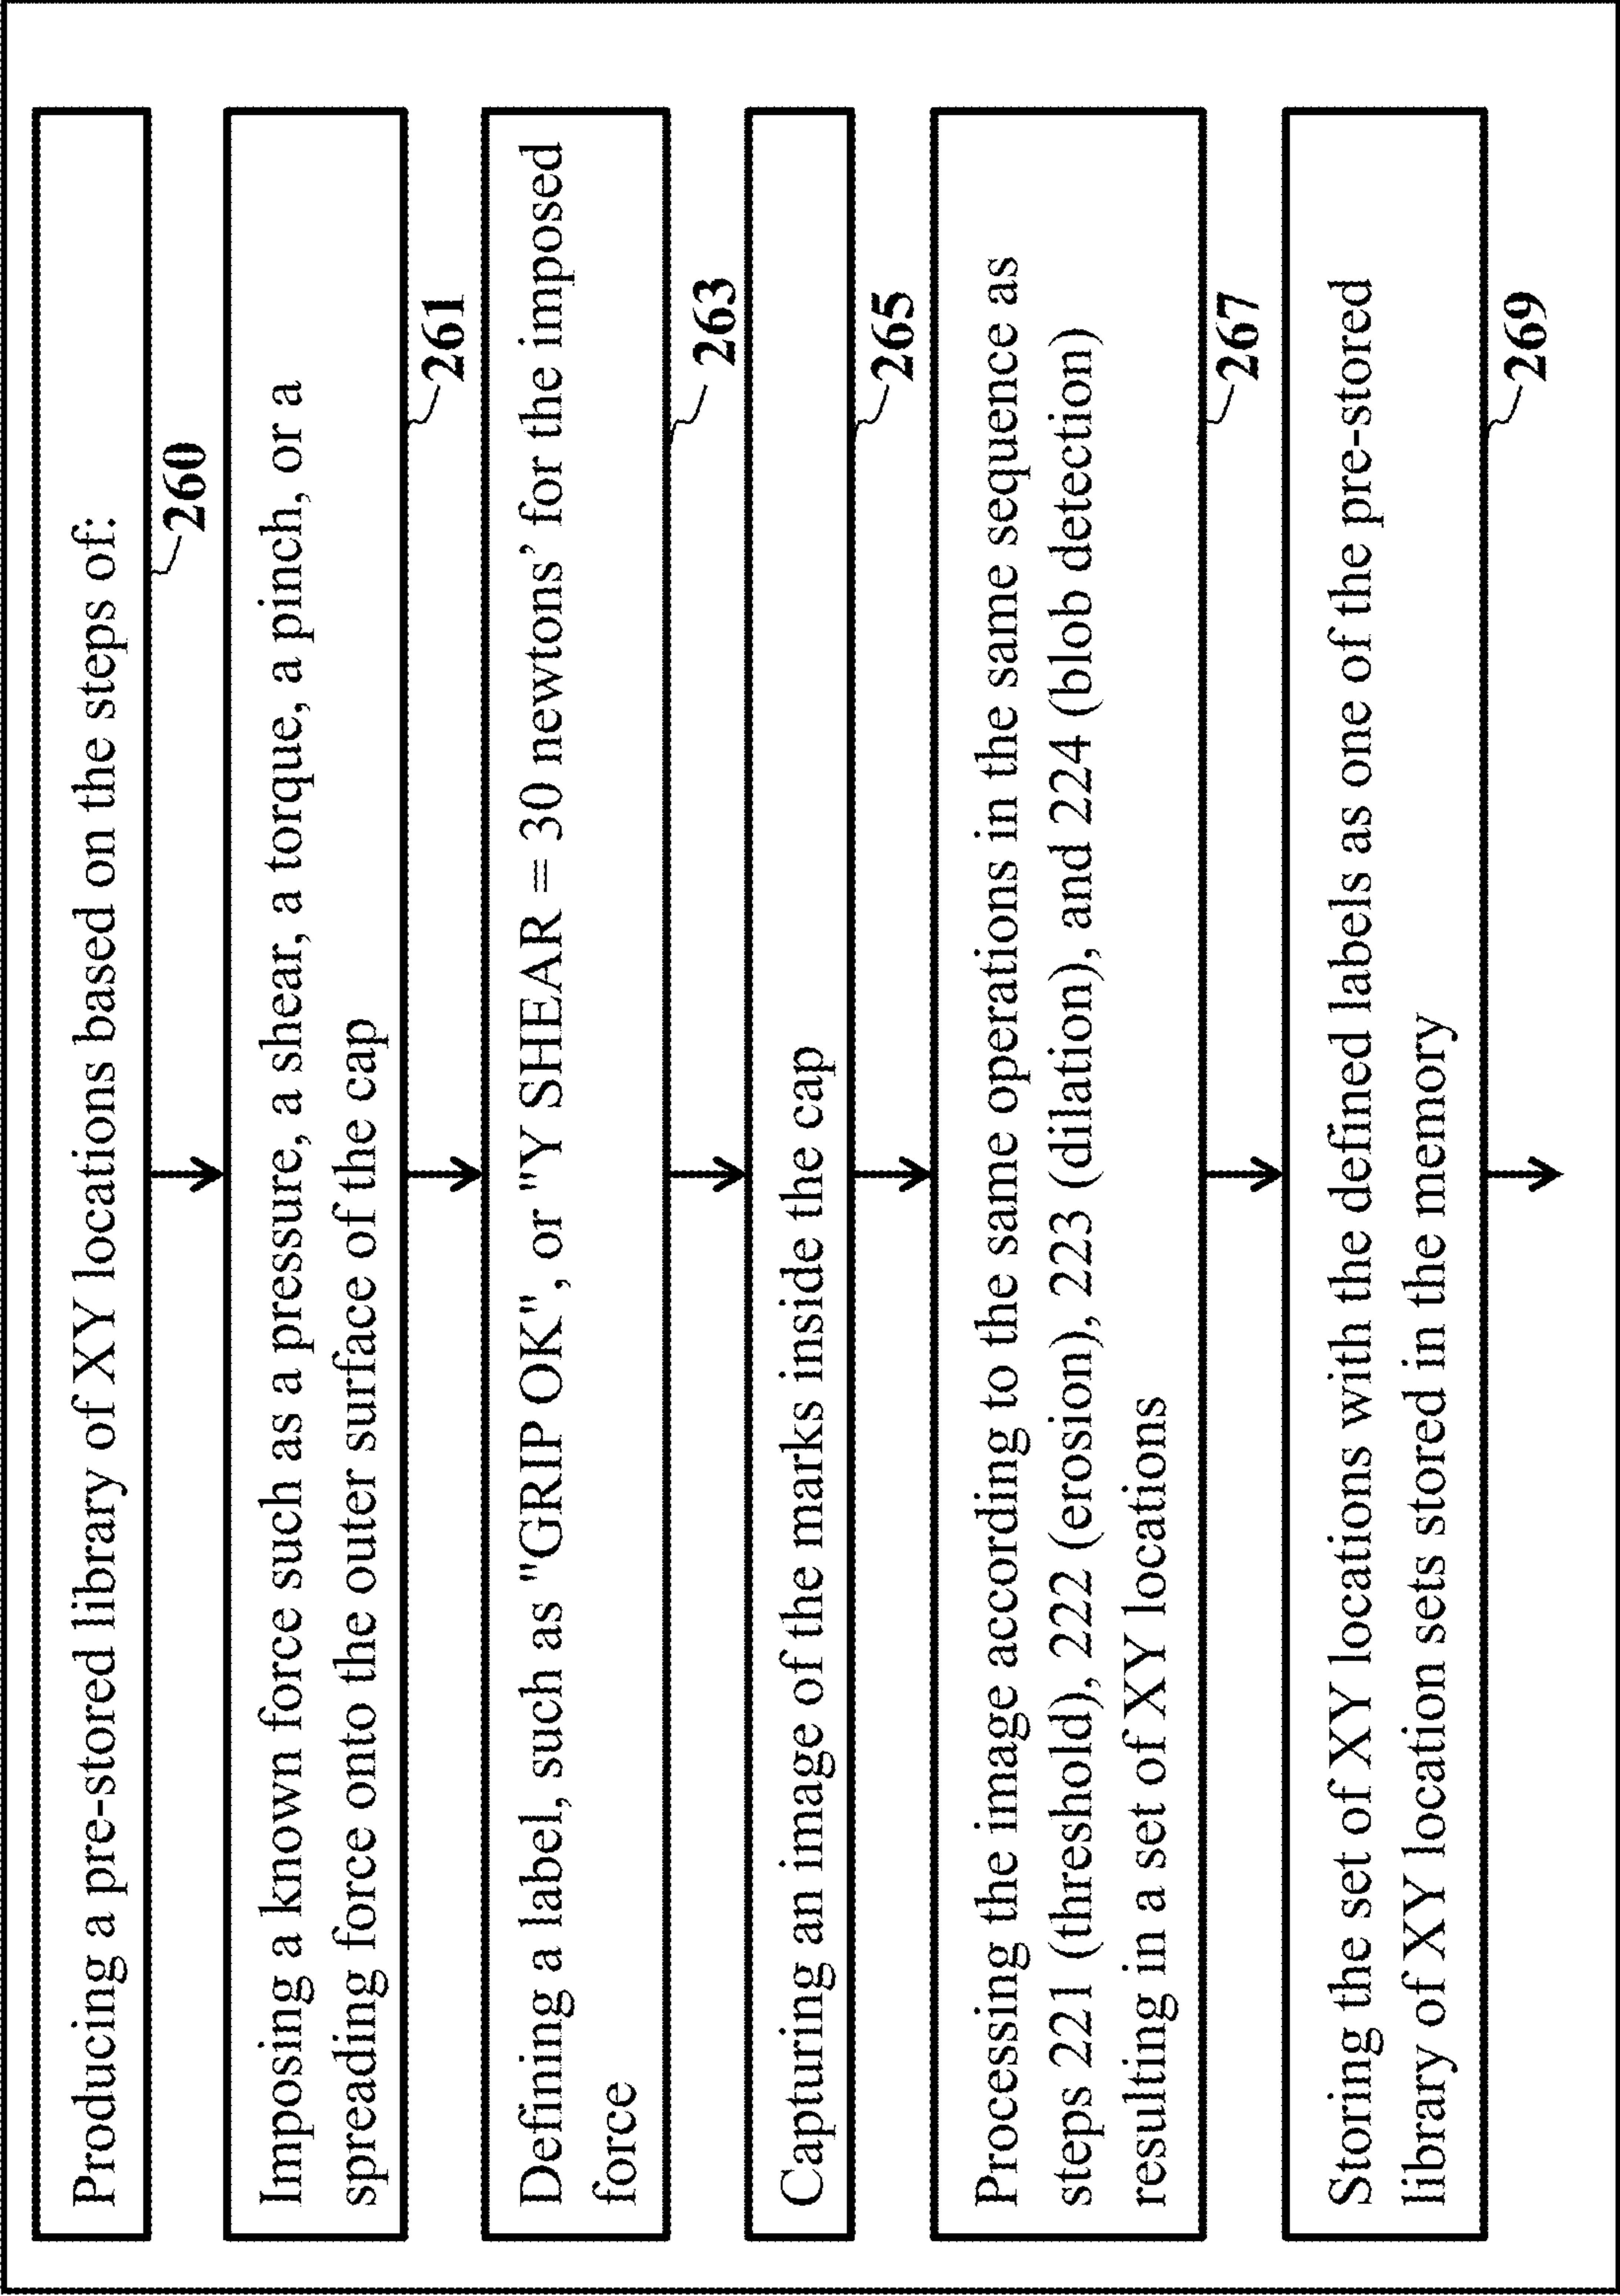 Producing a pre-stored library of XY locations based on the steps of:
260
Imposing a known force such as a pressure, a shear, a torque, a pinch, or a
spreading force onto the outer surface of the cap
261
Defining a label, such as "GRIP OK", or "Y SHEAR = 30 newtons’ for the imposed
force
263
Capturing an image of the marks inside the cap
265
Processing the image according to the same operations in the same sequence as
steps 221 (threshold), 222 (erosion), 223 (dilation), and 224 (blob detection)
resulting in a set of XY locations
267
Storing the set of XY locations with the defined labels as one of the pre-stored
library of XY location sets stored in the memory
269